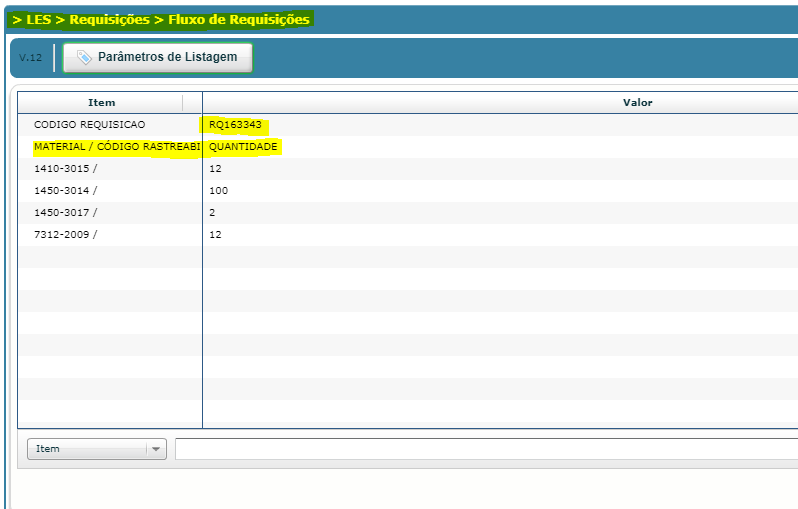 > LES > Requisições > Fluxo de Requisições
V.12 Parâmetros de Listagem
Item Valor
CODIGO REQUISICAO RQ163343
MATERIAL / CÓDIGO RASTREABI QUANTIDADE
1410-3015 / 12
1450-3014 / 100
1450-3017 / 2
7312-2009 / 12
Item